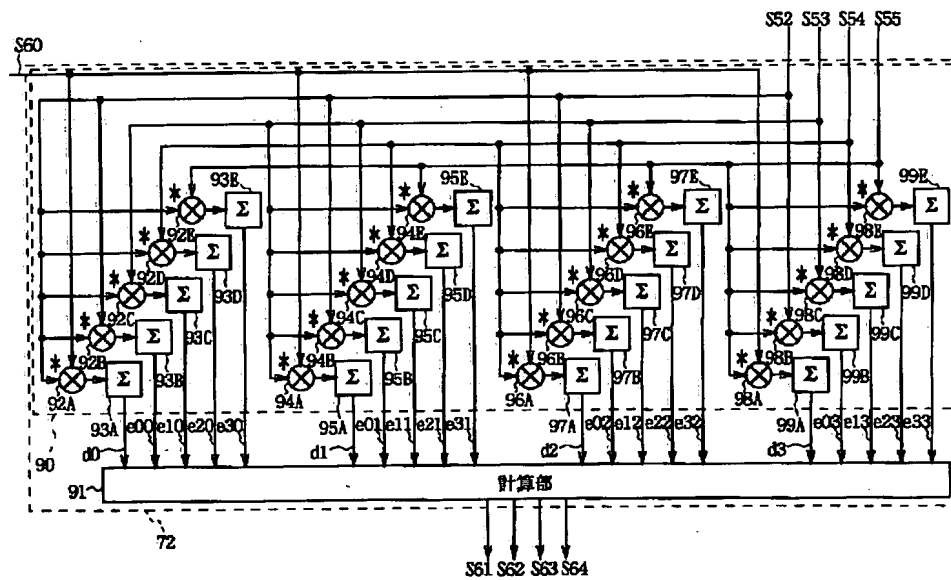 S52 S53 S54 S55
S60
93E 95E 97E 99E
* Σ * Σ * Σ * Σ
92E 94E 96E 98E
* Σ * Σ * Σ * Σ
92D 93D 94D 95D 96D 97D 98D 99D
* Σ * Σ * Σ * Σ
92C 93C 94C 95C 96C 97C 98C 99C
* Σ * Σ * Σ * Σ
92B 93B 94B 95B 96B 97B 98B 99B
* Σ * Σ * Σ * Σ
92A 93A 94A 95A 96A 97A 98A 99A
90 d0 e00 e10 e20 e30 d1 e01 e11 e21 e31 d2 e02 e12 e22 e32 d3 e03 e13 e23 e33
91 計算部
72
S61 S62 S63 S64